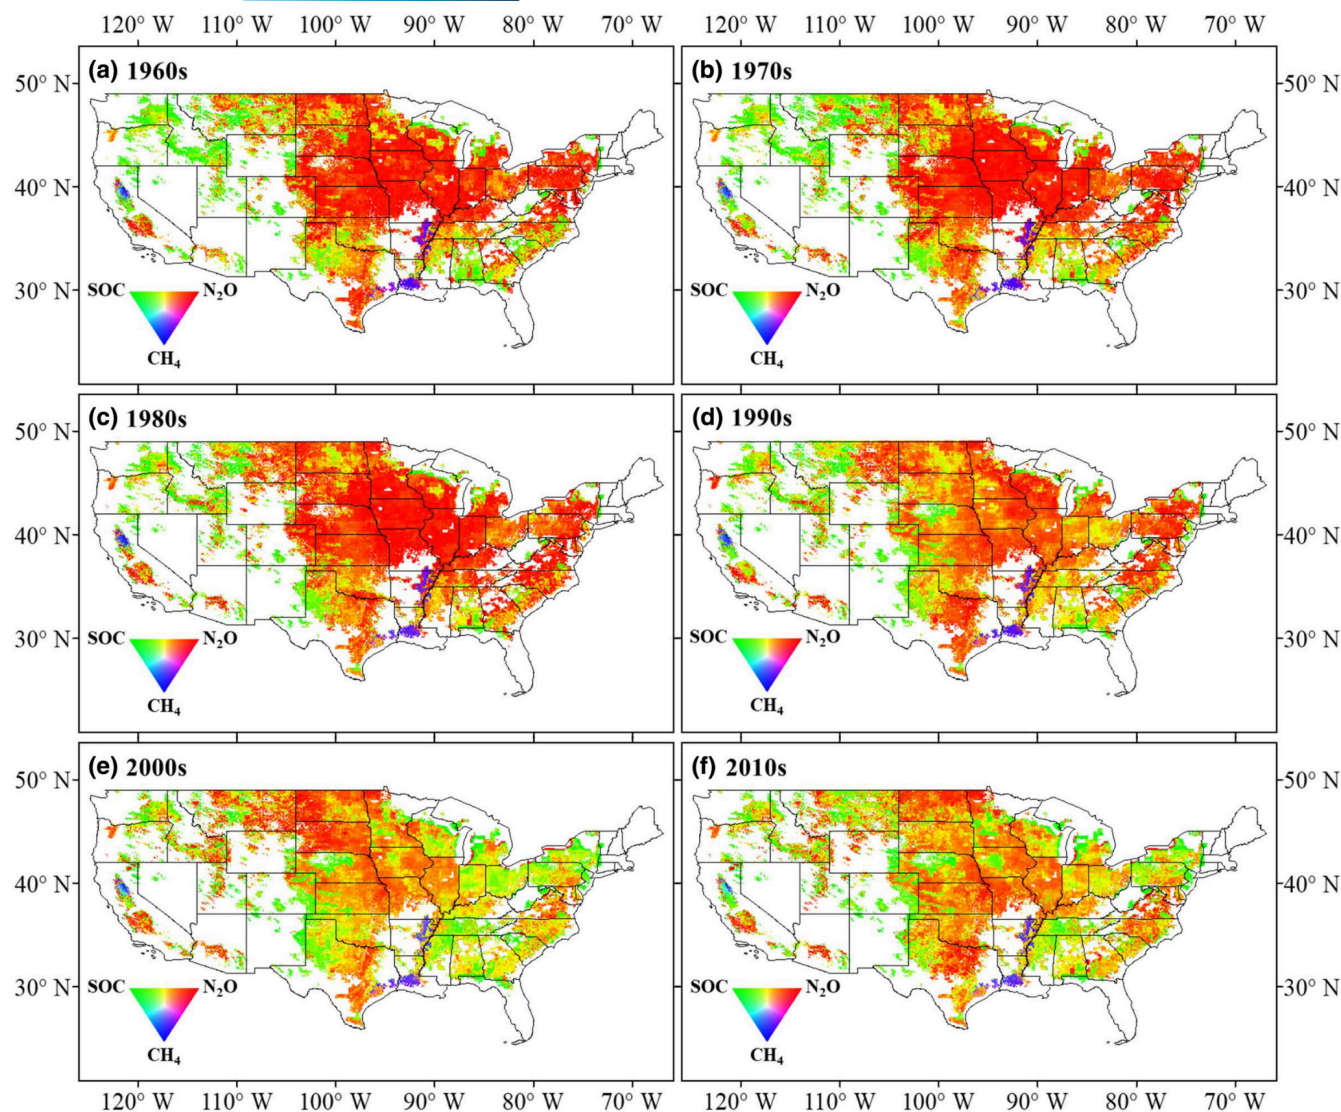 120° W 110° W 100° W 90° W 80° W 70° W 120° W 110° W 100° W 90° W 80° W 70° W
(a) 1960s
(b) 1970s
50° N
50° N
40° N
40° N
30° N
30° N
SOC N₂O
CH₄
SOC N₂O
CH₄
(c) 1980s
(d) 1990s
50° N
50° N
40° N
40° N
30° N
30° N
SOC N₂O
CH₄
SOC N₂O
CH₄
(e) 2000s
(f) 2010s
50° N
50° N
40° N
40° N
30° N
30° N
SOC N₂O
CH₄
SOC N₂O
CH₄
120° W 110° W 100° W 90° W 80° W 70° W 120° W 110° W 100° W 90° W 80° W 70° W